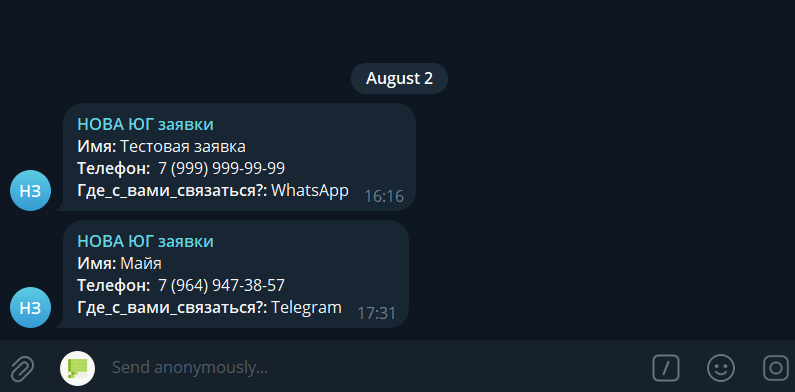 August 2
НОВА ЮГ заявки
Имя: Тестовая заявка
Телефон: 7 (999) 999-99-99
Где_с_вами_связаться?: WhatsApp
НЗ
16:16
НОВА ЮГ заявки
Имя: Майя
Телефон: 7 (964) 947-38-57
Где_с_вами_связаться?: Telegram
НЗ
17:31
Send anonymously...